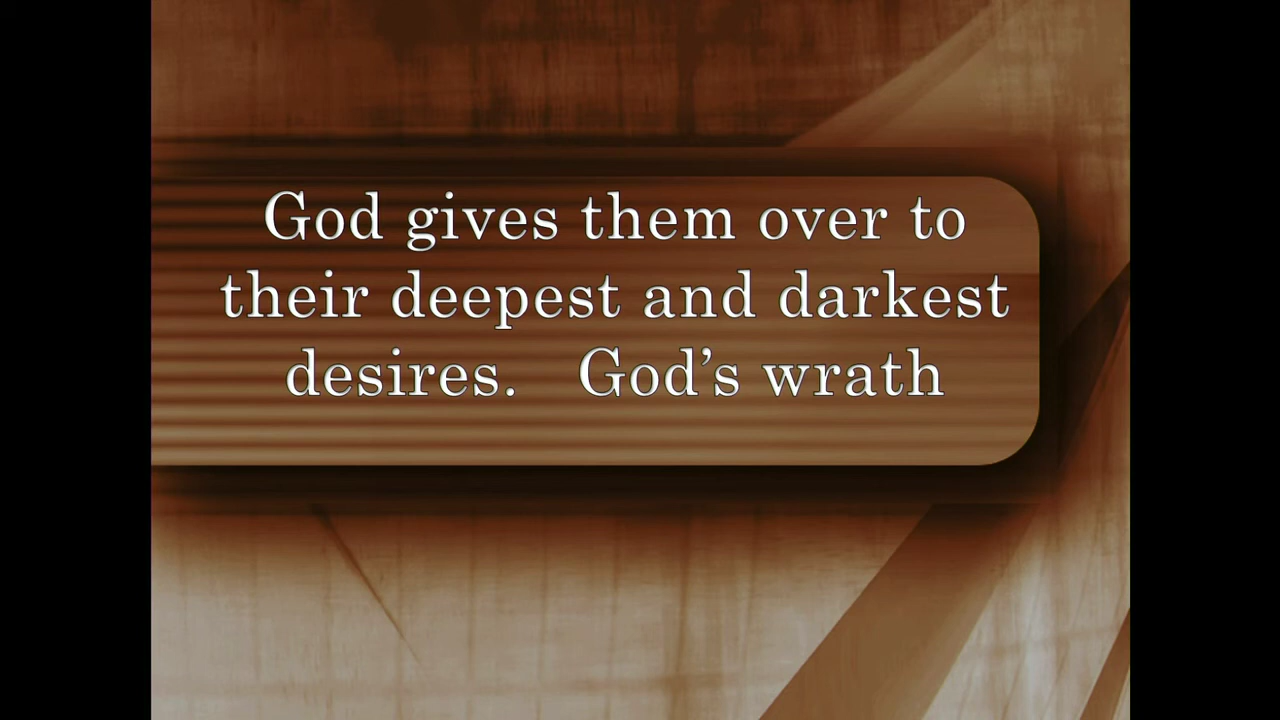 God gives them over to
their deepest and darkest
desires. God’s wrath